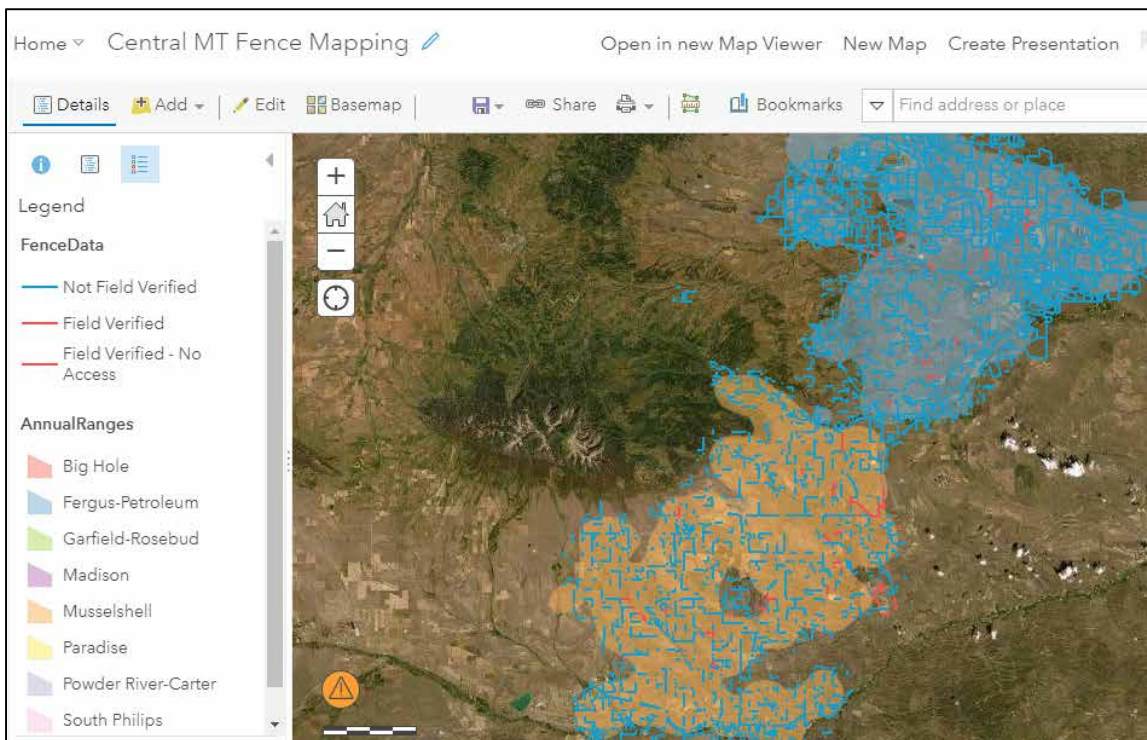 Home Central MT Fence Mapping Open in new Map Viewer New Map Create Presentation
Details Add Edit Basemap Share Bookmarks Find address or place
Legend
FenceData
Not Field Verified
Field Verified
Field Verified - No
Access
AnnualRanges
Big Hole
Fergus-Petroleum
Garfield-Rosebud
Madison
Musselshell
Paradise
Powder River-Carter
South Philips